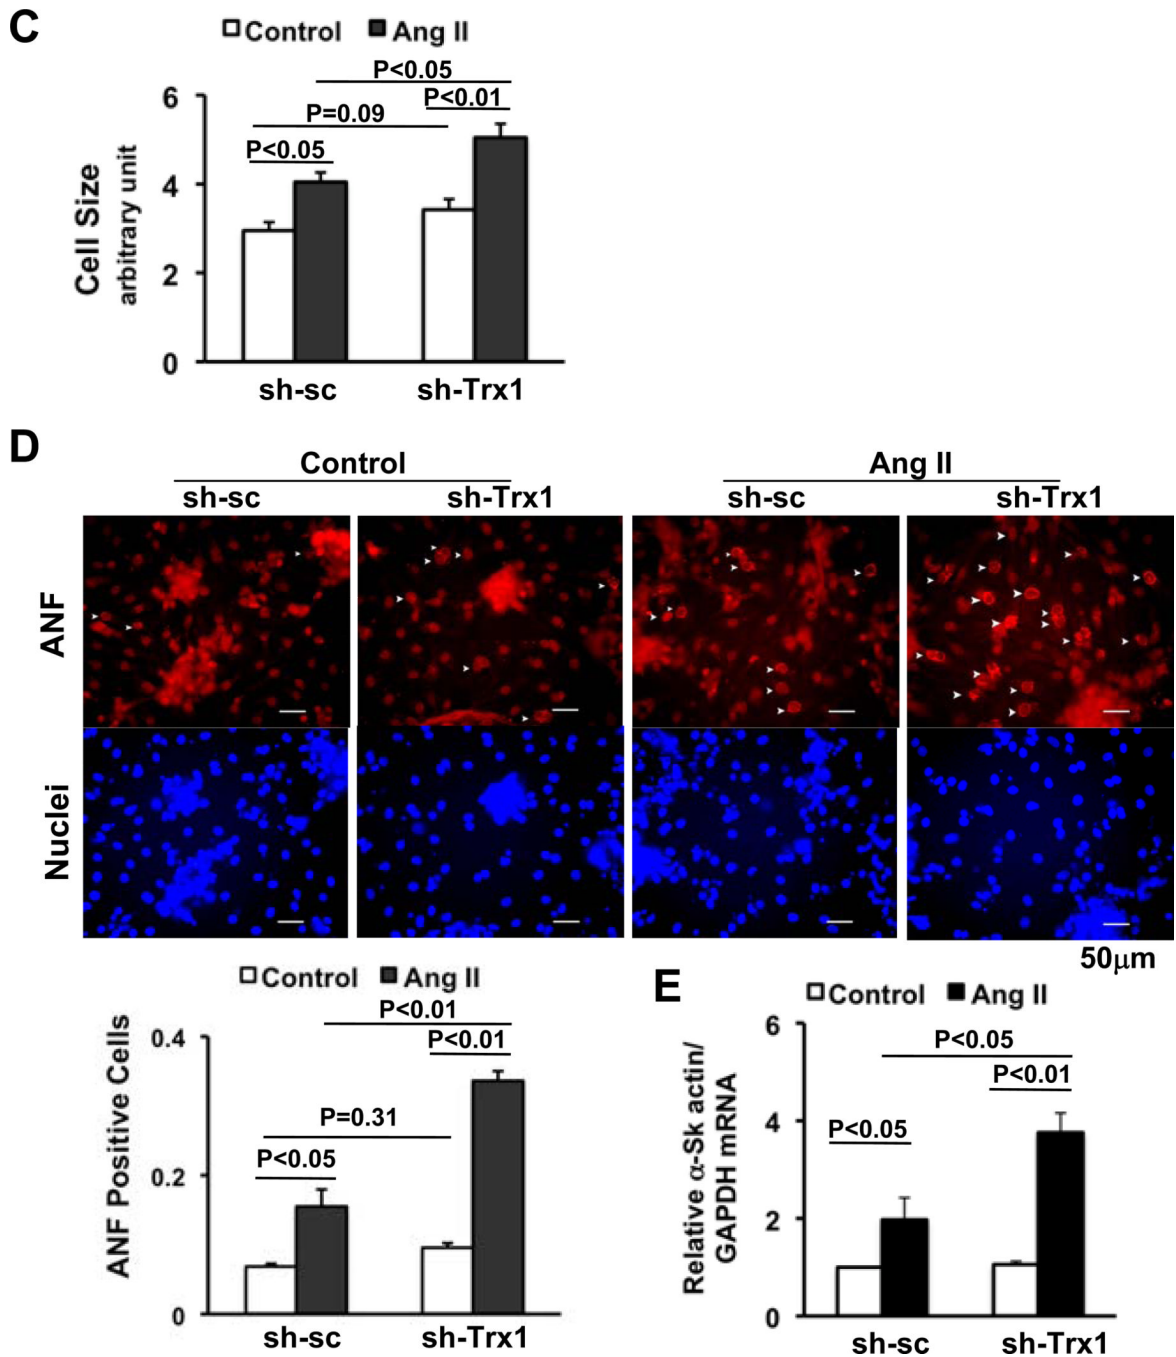 C
Control Ang II
P<0.05
P<0.01
P=0.09
P<0.05
6
4
2
0
Cell Size
arbitrary unit
sh-sc sh-Trx1
D
Control Ang II
sh-sc sh-Trx1 sh-sc sh-Trx1
ANF
Nuclei
50μm
Control Ang II
P<0.01
P<0.01
P=0.31
P<0.05
0.4
0.2
0
ANF Positive Cells
sh-sc sh-Trx1
E
Control Ang II
P<0.05
P<0.01
P<0.05
6
4
2
0
Relative α-Sk actin/
GAPDH mRNA
sh-sc sh-Trx1